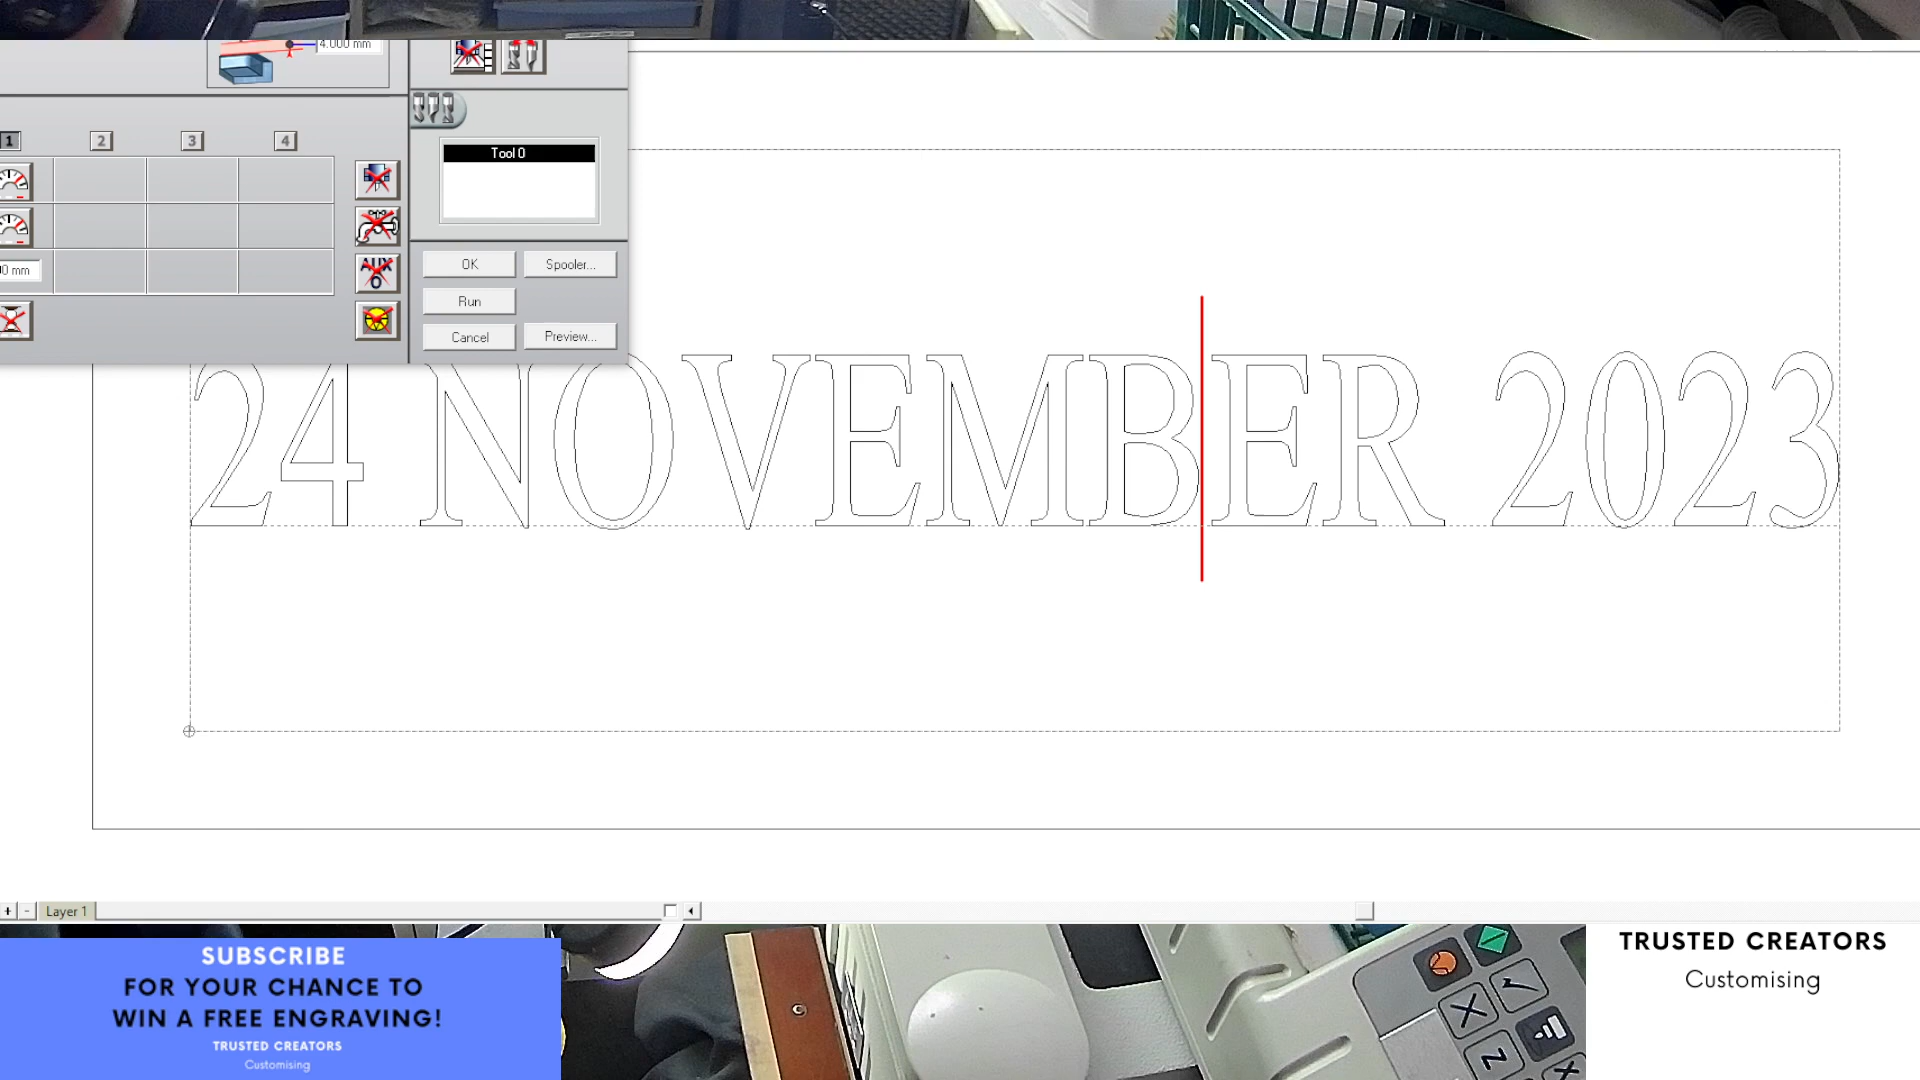 4.000 mm
1 2 3 4
Tool 0
0 mm
AUX
0
OK Spooler...
Run
Cancel Preview...
24 NOVEMBER 2023
+ - Layer 1
SUBSCRIBE
FOR YOUR CHANCE TO
WIN A FREE ENGRAVING!
TRUSTED CREATORS
Customising
TRUSTED CREATORS
Customising
X
Z
X